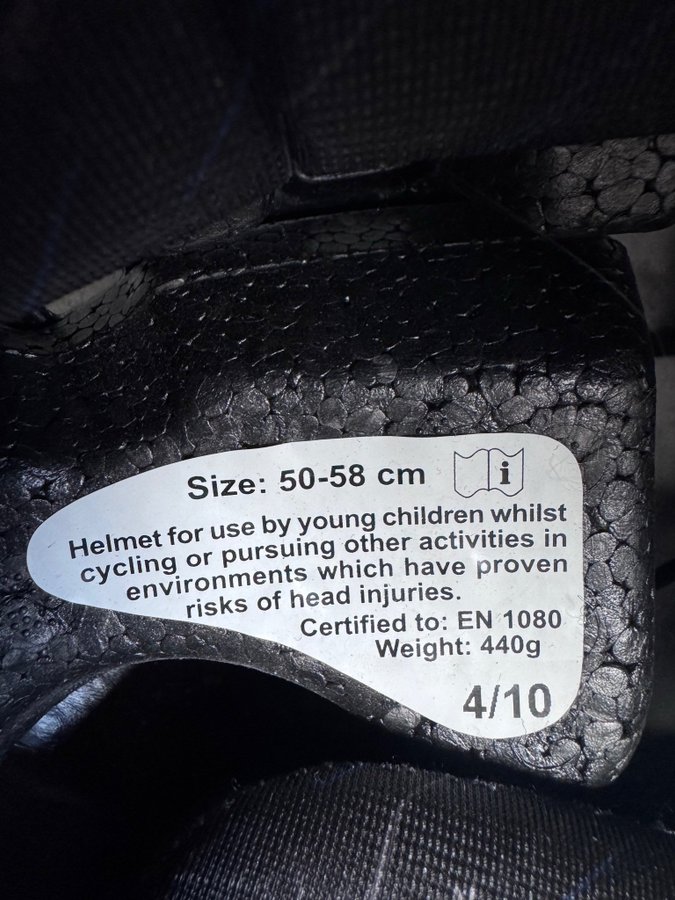 Size: 50-58 cm
i
Helmet for use by young children whilst
cycling or pursuing other activities in
environments which have proven
risks of head injuries.
Certified to: EN 1080
Weight: 440g
4/10